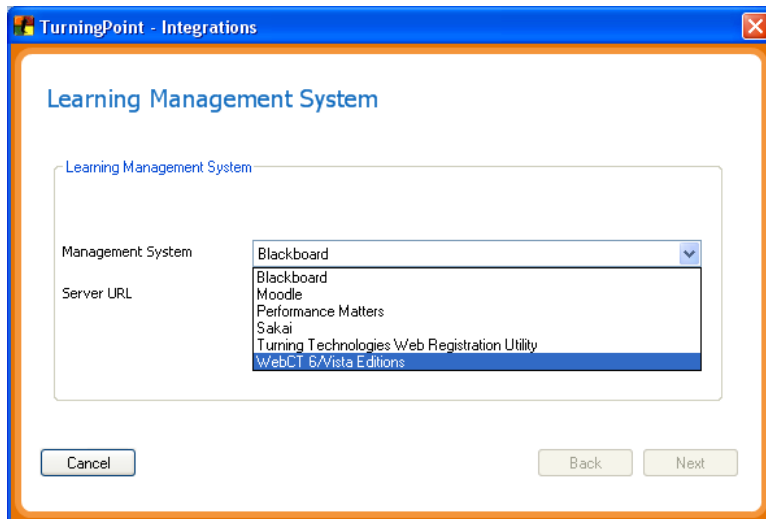 TurningPoint - Integrations
Learning Management System
Learning Management System
Management System
Blackboard
Blackboard
Server URL
Moodle
Performance Matters
Sakai
Turning Technologies Web Registration Utility
WebCT 6/Vista Editions
Cancel
Back
Next